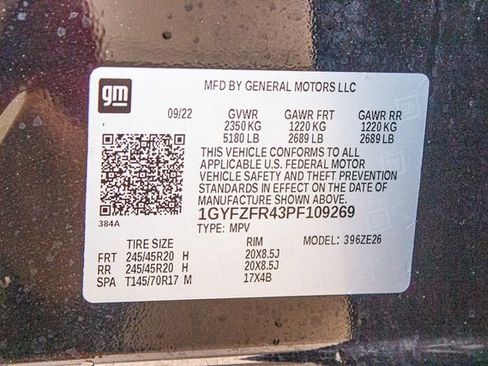 gm
MFD BY GENERAL MOTORS LLC
09/22 GVWR GAWR FRT GAWR RR
2350 KG 1220 KG 1220 KG
5180 LB 2689 LB 2689 LB
THIS VEHICLE CONFORMS TO ALL
APPLICABLE U.S. FEDERAL MOTOR
VEHICLE SAFETY AND THEFT PREVENTION
STANDARDS IN EFFECT ON THE DATE OF
MANUFACTURE SHOWN ABOVE.
384A
1GYFZFR43PF109269
TYPE: MPV MODEL: 396ZE26
TIRE SIZE RIM
FRT 245/45R20 H 20X8.5J
RR 245/45R20 H 20X8.5J
SPA T145/70R17 M 17X4B